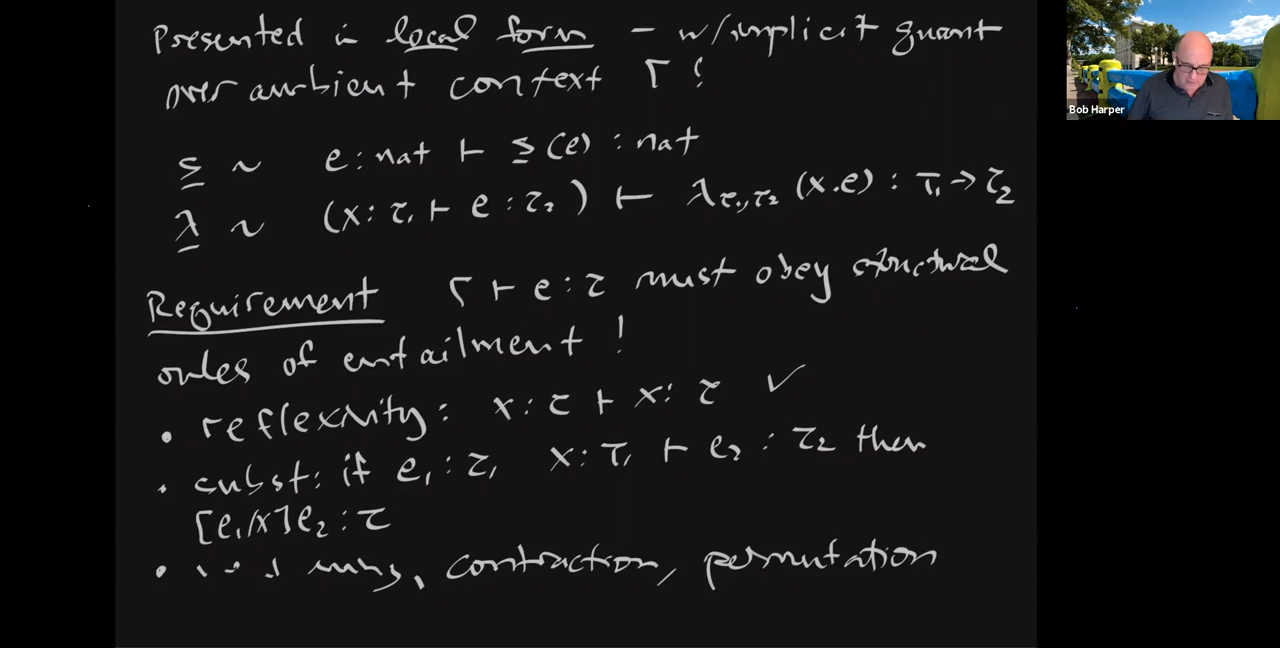 Presented in local form – w/implicit quant
over ambient context Γ!
s ~ e : nat ⊢ s(e) : nat
λ ~ (x : τ₁ ⊢ e : τ₂) ⊢ λτ₁,τ₂ (x.e) : τ₁ → τ₂
Requirement Γ ⊢ e : τ must obey structural
rules of entailment!
• reflexivity: x : τ ⊢ x : τ ✓
• subst: if e₁ : τ₁ x : τ₁ ⊢ e₂ : τ₂ then
[e₁/x]e₂ : τ
• contraction, permutation
Bob Harper